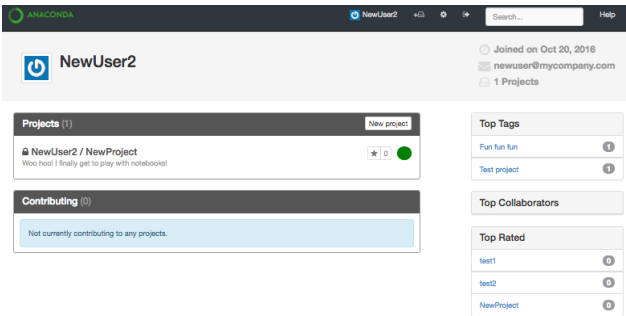 ANACONDA
NewUser2
Search...
Help
NewUser2
Joined on Oct 20, 2016
newuser@mycompany.com
1 Projects
Projects (1)
New project
NewUser2 / NewProject
0
Woo hoo! I finally get to play with notebooks!
Contributing (0)
Not currently contributing to any projects.
Top Tags
Fun fun fun 1
Test project 1
Top Collaborators
Top Rated
test1 0
test2 0
NewProject 0